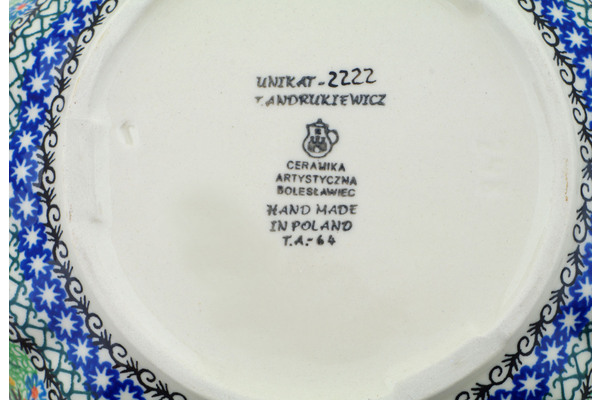 UNIKAT-2222
T.ANDRUKIEWICZ
CERAMIKA
ARTYSTYCZNA
BOLESŁAWIEC
HAND MADE
IN POLAND
T.A.-64